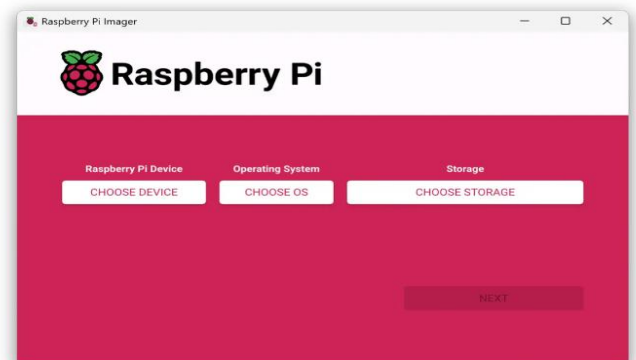 Raspberry Pi Imager
Raspberry Pi
Raspberry Pi Device Operating System Storage
CHOOSE DEVICE CHOOSE OS CHOOSE STORAGE
NEXT